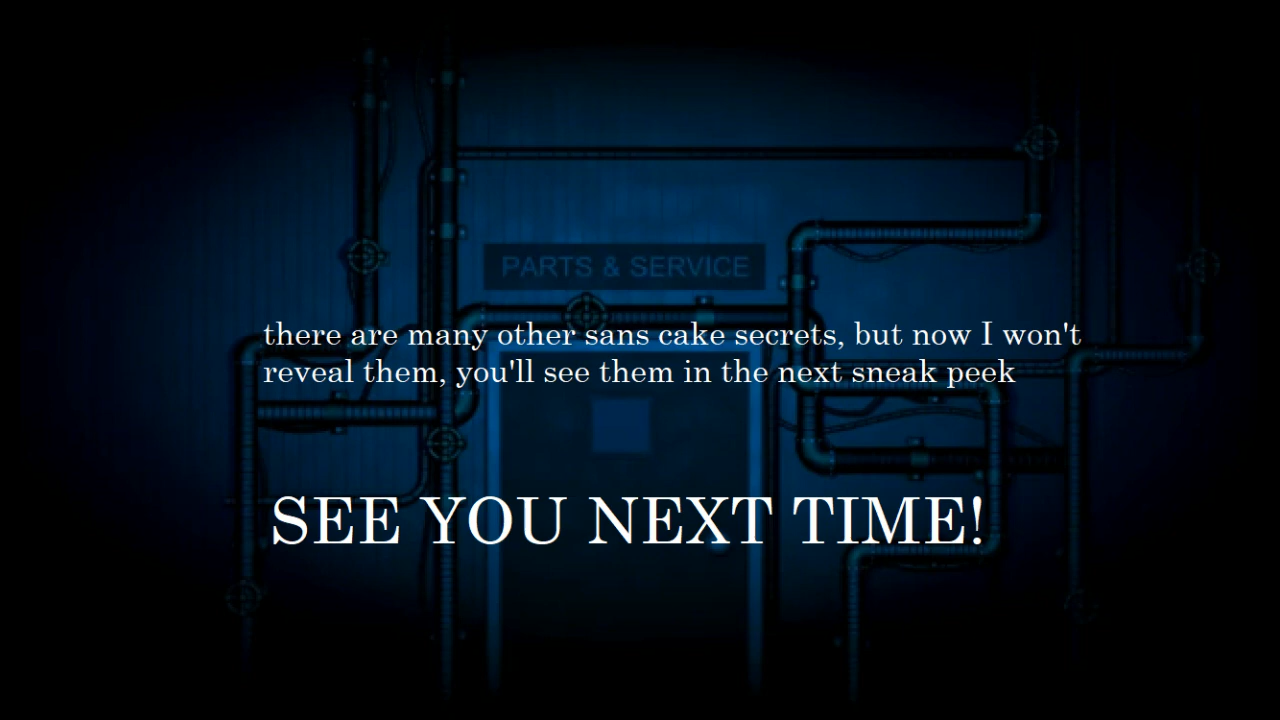 PARTS & SERVICE
there are many other sans cake secrets, but now I won't
reveal them, you'll see them in the next sneak peek
SEE YOU NEXT TIME!